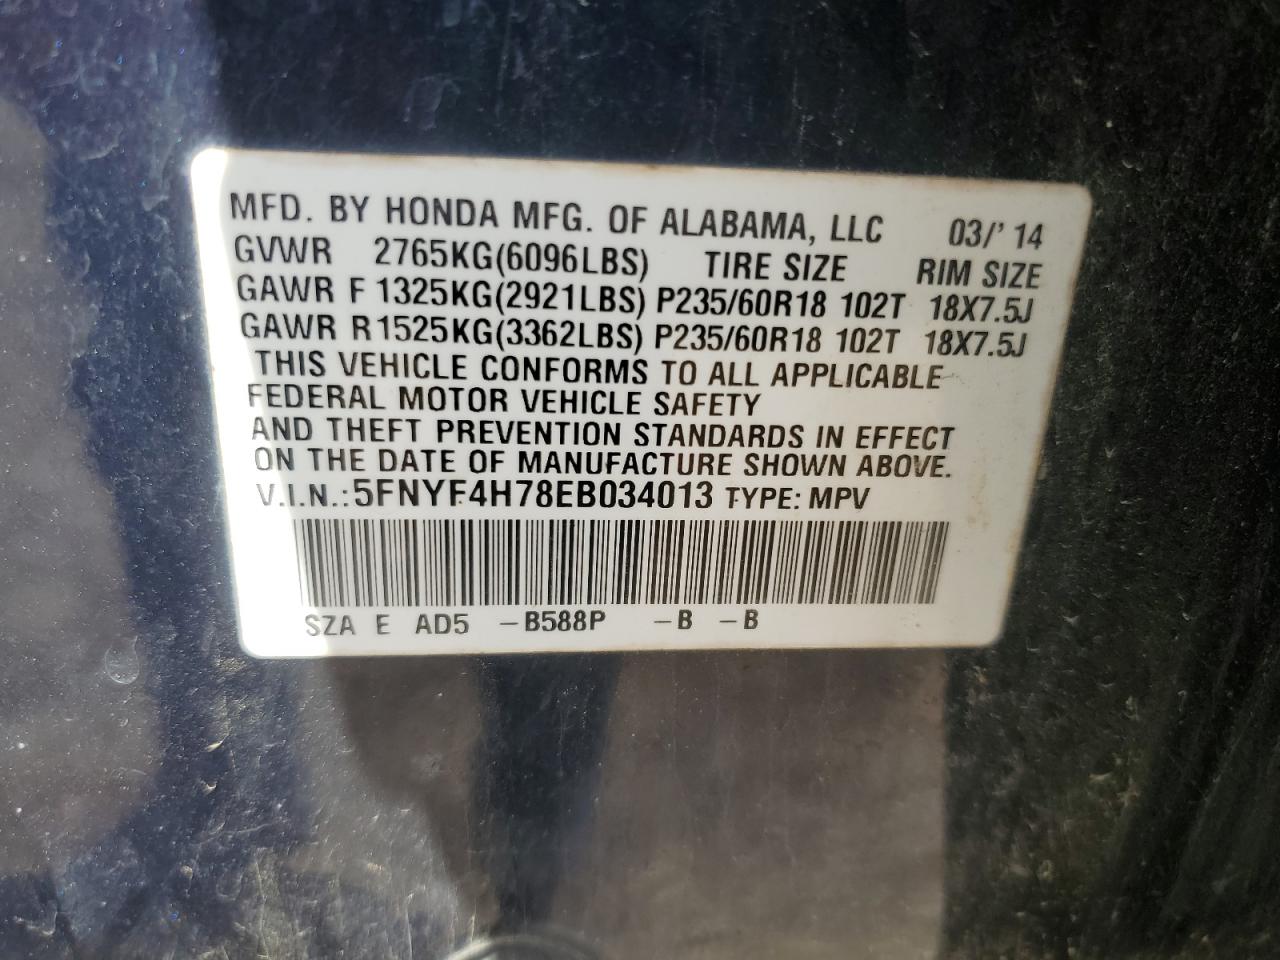 MFD. BY HONDA MFG. OF ALABAMA, LLC 03/' 14
GVWR 2765KG(6096LBS) TIRE SIZE RIM SIZE
GAWR F 1325KG(2921LBS) P235/60R18 102T 18X7.5J
GAWR R 1525KG(3362LBS) P235/60R18 102T 18X7.5J
THIS VEHICLE CONFORMS TO ALL APPLICABLE
FEDERAL MOTOR VEHICLE SAFETY
AND THEFT PREVENTION STANDARDS IN EFFECT
ON THE DATE OF MANUFACTURE SHOWN ABOVE.
V.I.N.: 5FNYF4H78EB034013 TYPE: MPV
SZA E AD5 -B588P -B -B